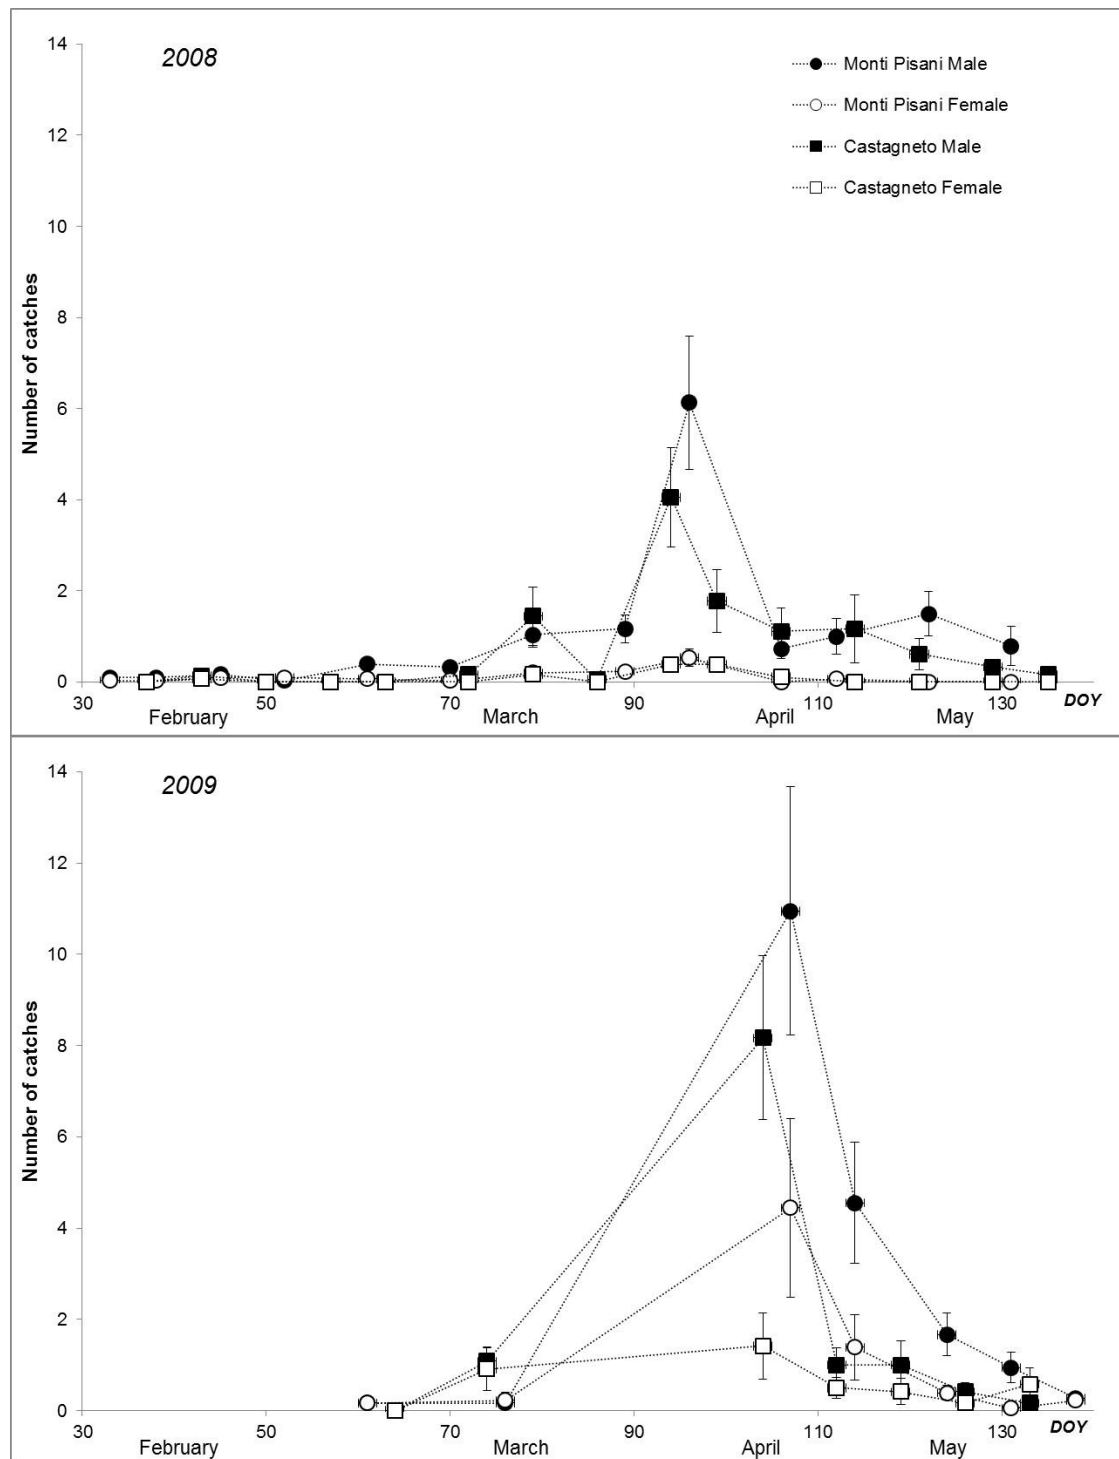 2008
14
12
10
8
6
4
2
0
Number of catches
Monti Pisani Male
Monti Pisani Female
Castagneto Male
Castagneto Female
30 50 70 90 110 130 DOY
February March April May
2009
14
12
10
8
6
4
2
0
Number of catches
30 50 70 90 110 130 DOY
February March April May